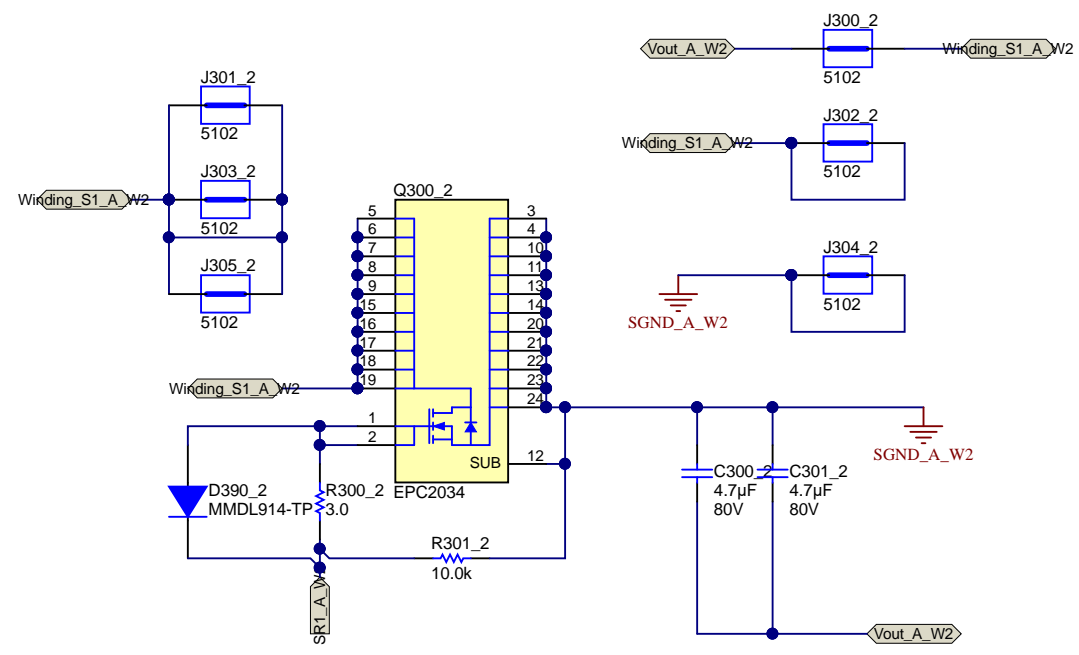 J300_2
Vout_A_W2
Winding_S1_A_W2
5102
J301_2
5102
J302_2
Winding_S1_A_W2
5102
J303_2
Winding_S1_A_W2
5102
Q300_2
5
3
6
4
7
10
8
11
9
13
15
14
16
20
17
21
18
22
19
23
24
J304_2
5102
SGND_A_W2
J305_2
5102
Winding_S1_A_W2
1
2
SUB
12
EPC2034
SGND_A_W2
C300_2
4.7µF
80V
C301_2
4.7µF
80V
D390_2
MMDL914-TP
R300_2
3.0
R301_2
10.0k
SR1_A_W
Vout_A_W2